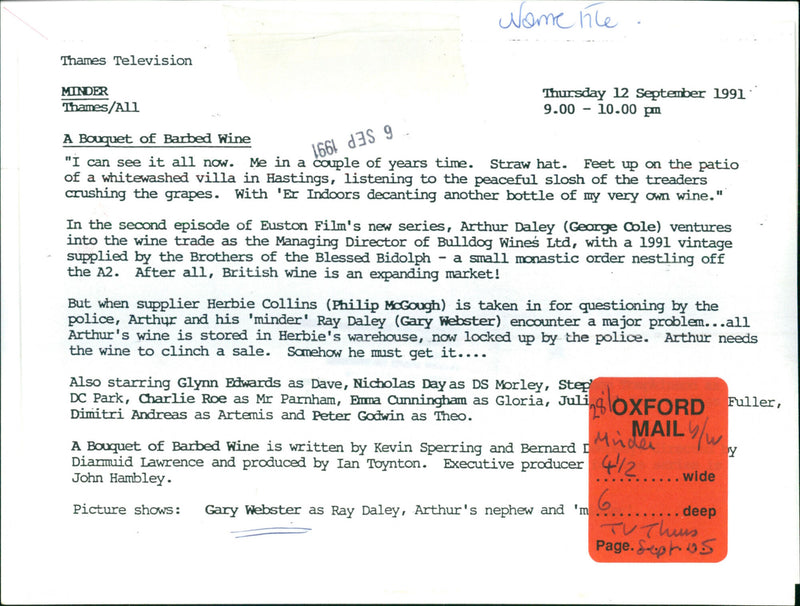 Name title
Thames Television
MINDER
Thames/All
Thursday 12 September 1991
9.00 - 10.00 pm
A Bouquet of Barbed Wine
6 SEP 1991
"I can see it all now. Me in a couple of years time. Straw hat. Feet up on the patio
of a whitewashed villa in Hastings, listening to the peaceful slosh of the treaders
crushing the grapes. With 'Er Indoors decanting another bottle of my very own wine."
In the second episode of Euston Film's new series, Arthur Daley (George Cole) ventures
into the wine trade as the Managing Director of Bulldog Wines Ltd, with a 1991 vintage
supplied by the Brothers of the Blessed Bidolph - a small monastic order nestling off
the A2. After all, British wine is an expanding market!
But when supplier Herbie Collins (Philip McGough) is taken in for questioning by the
police, Arthur and his 'minder' Ray Daley (Gary Webster) encounter a major problem...all
Arthur's wine is stored in Herbie's warehouse, now locked up by the police. Arthur needs
the wine to clinch a sale. Somehow he must get it....
Also starring Glynn Edwards as Dave, Nicholas Day as DS Morley, Step
DC Park, Charlie Roe as Mr Parnham, Emma Cunningham as Gloria, Juli Fuller,
Dimitri Andreas as Artemis and Peter Godwin as Theo.
A Bouquet of Barbed Wine is written by Kevin Sperring and Bernard D y
Diarmuid Lawrence and produced by Ian Toynton. Executive producer
John Hambley.
Picture shows: Gary Webster as Ray Daley, Arthur's nephew and 'm
OXFORD
MAIL
Minder
4 1/2 ............ wide
6 ............ deep
TV Thurs
Page. Sept 05